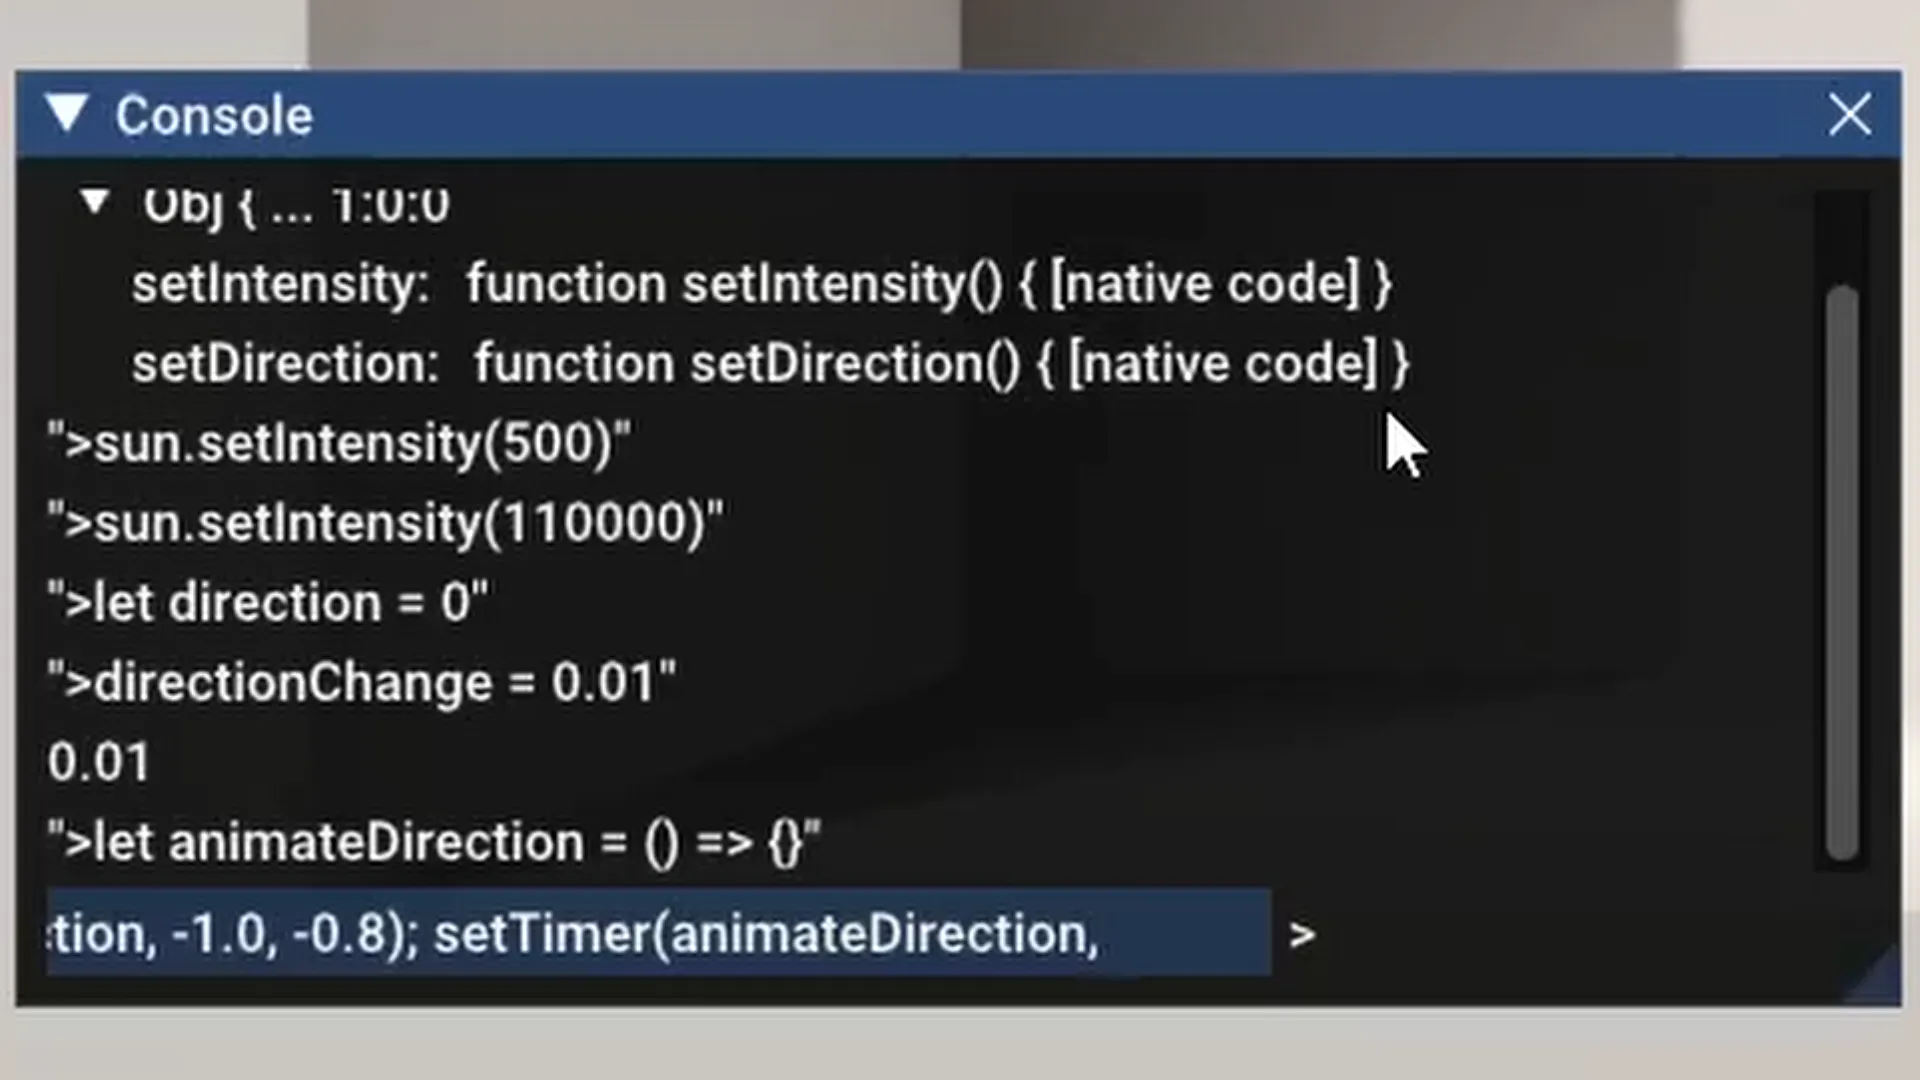 Console
Obj { ... 1:0:0
setIntensity: function setIntensity() { [native code] }
setDirection: function setDirection() { [native code] }
">sun.setIntensity(500)"
">sun.setIntensity(110000)"
">let direction = 0"
">directionChange = 0.01"
0.01
">let animateDirection = () => {}"
tion, -1.0, -0.8); setTimer(animateDirection, >